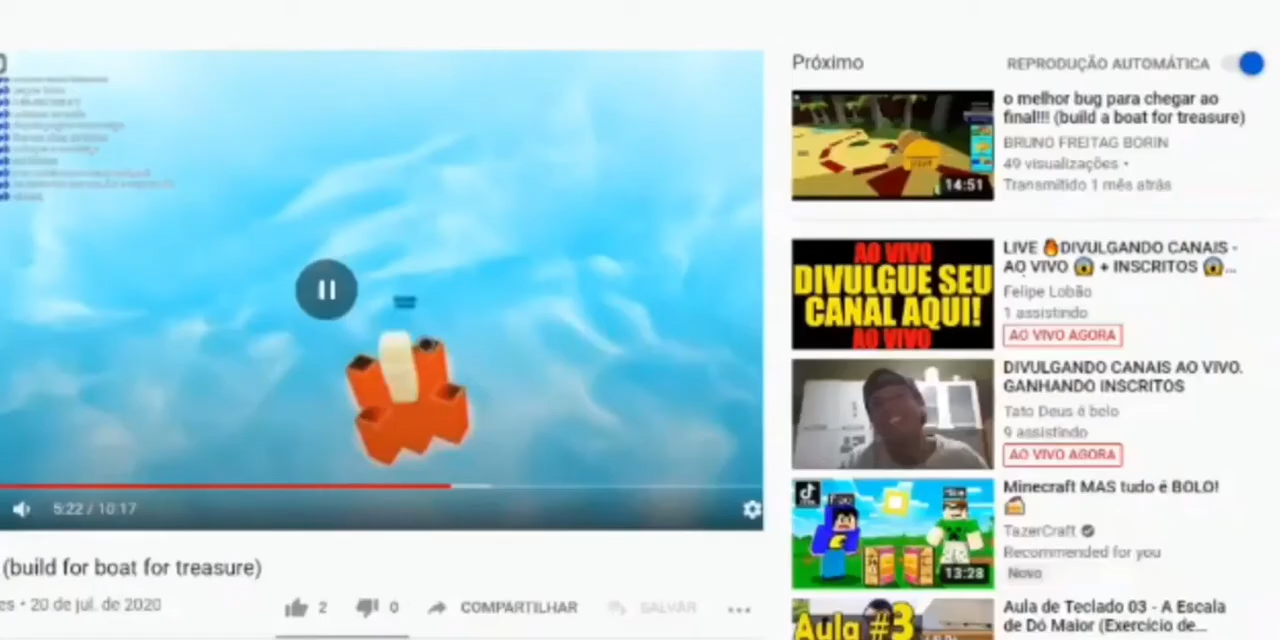 5:22 / 10:17
(build for boat for treasure)
es • 20 de jul. de 2020
2
0
COMPARTILHAR
SALVAR
Próximo
REPRODUÇÃO AUTOMÁTICA
14:51
o melhor bug para chegar ao
final!!! (build a boat for treasure)
BRUNO FREITAG BORIN
49 visualizações •
Transmitido 1 mês atrás
AO VIVO
DIVULGUE SEU
CANAL AQUI!
AO VIVO
LIVE 🔥DIVULGANDO CANAIS -
AO VIVO 😱 + INSCRITOS 😱...
Felipe Lobão
1 assistindo
AO VIVO AGORA
DIVULGANDO CANAIS AO VIVO.
GANHANDO INSCRITOS
Tato Deus é belo
9 assistindo
AO VIVO AGORA
13:28
Minecraft MAS tudo é BOLO!
🍰
TazerCraft
Recommended for you
Novo
Aula #3
Aula de Teclado 03 - A Escala
de Dó Maior (Exercício de...